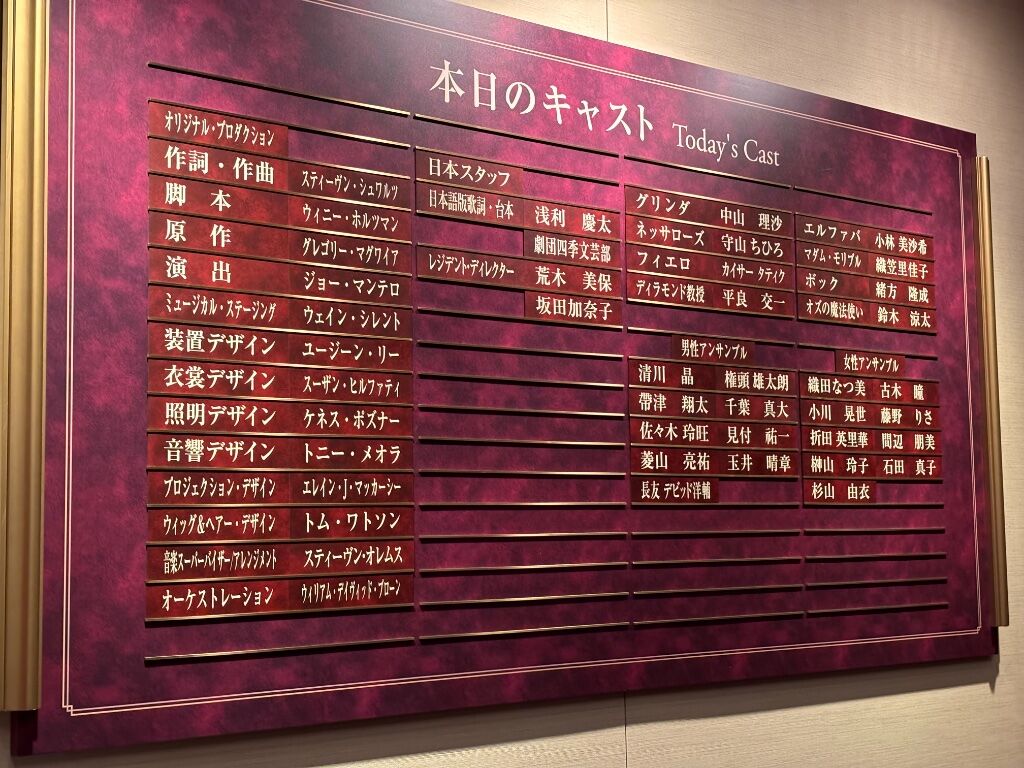 本日のキャスト Today's Cast
オリジナル・プロダクション
作詞・作曲 スティーヴン・シュワルツ
脚 本 ウィニー・ホルツマン
原 作 グレゴリー・マグワイア
演 出 ジョー・マンテロ
ミュージカル・ステージング ウェイン・シレント
装置デザイン ユージーン・リー
衣裳デザイン スーザン・ヒルファティ
照明デザイン ケネス・ポズナー
音響デザイン トニー・メオラ
プロジェクション・デザイン エレイン・J・マッカーシー
ウィッグ&ヘアー・デザイン トム・ワトソン
音楽スーパーバイザー/アレンジメント スティーヴン・オレムス
オーケストレーション ウィリアム・デイヴィッド・ブローン
日本スタッフ
日本語版歌詞・台本 浅利 慶太
劇団四季文芸部
レジデント・ディレクター 荒木 美保
坂田加奈子
グリンダ 中山 理沙
ネッサローズ 守山ちひろ
フィエロ カイサー タティク
ディラモンド教授 平良 交一
エルファバ 小林 美沙希
マダム・モリブル 織笠里佳子
ボック 緒方 隆成
オズの魔法使い 鈴木 涼太
男性アンサンブル
清川 晶 権頭 雄太朗
帶津 翔太 千葉 真大
佐々木 玲旺 見付 祐一
菱山 亮祐 玉井 晴章
長友 デビッド洋輔
女性アンサンブル
織田なつ美 古木 瞳
小川 晃世 藤野 りさ
折田 英里華 間辺 朋美
榊山 玲子 石田 真子
杉山 由衣